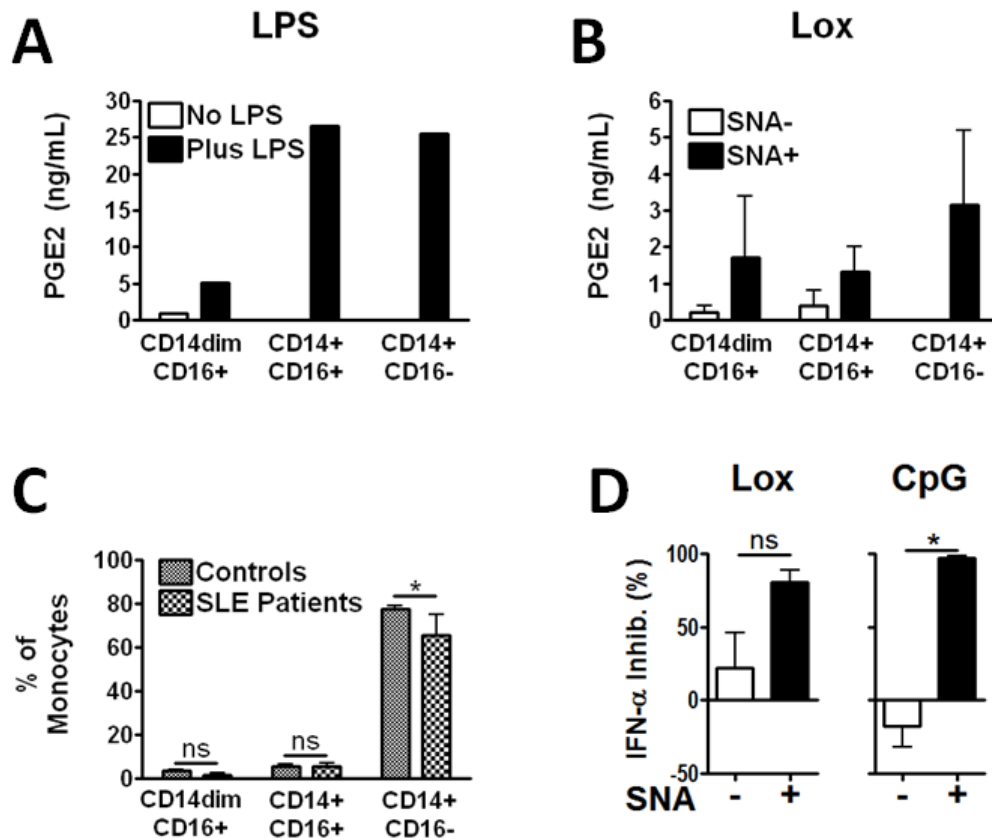 A
LPS
PGE2 (ng/mL)
30
25
20
15
10
5
0
No LPS
Plus LPS
CD14dim CD14+ CD14+
CD16+ CD16+ CD16-
B
Lox
PGE2 (ng/mL)
6
5
4
3
2
1
0
SNA-
SNA+
CD14dim CD14+ CD14+
CD16+ CD16+ CD16-
C
% of
Monocytes
100
80
60
40
20
0
Controls
SLE Patients
ns
ns
*
CD14dim CD14+ CD14+
CD16+ CD16+ CD16-
D
Lox CpG
IFN-α Inhib. (%)
100
50
0
-50
ns
*
SNA - + - +